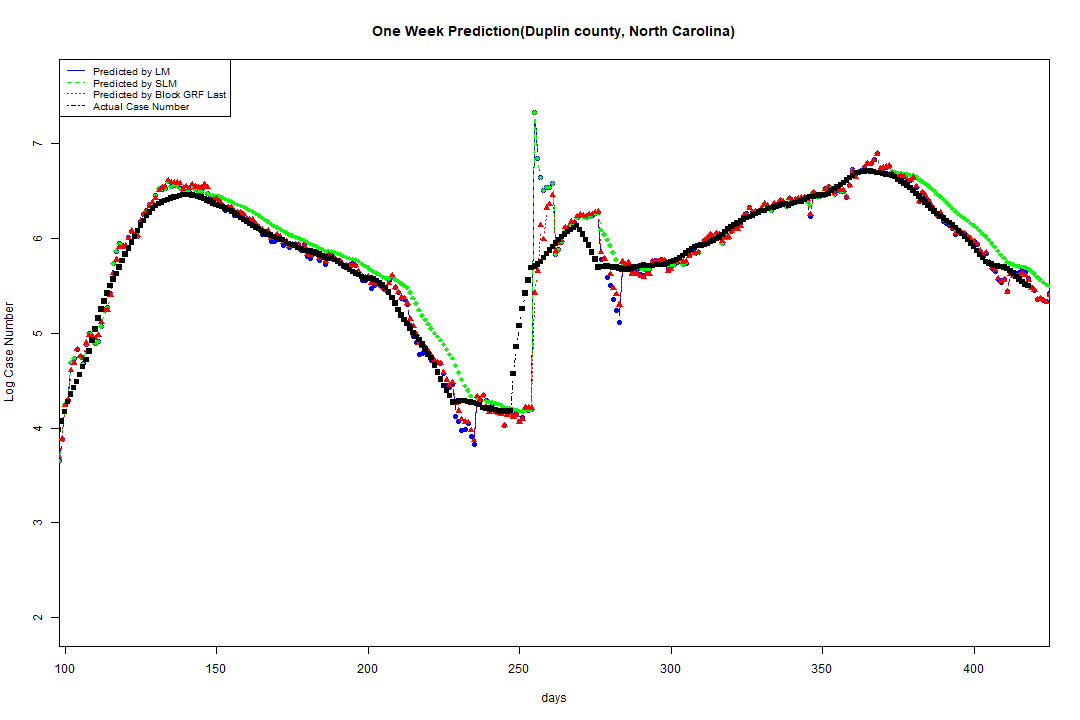 One Week Prediction(Duplin county, North Carolina)
Predicted by LM
Predicted by SLM
Predicted by Block GRF Last
Actual Case Number
Log Case Number
7
6
5
4
3
2
100 150 200 250 300 350 400
days